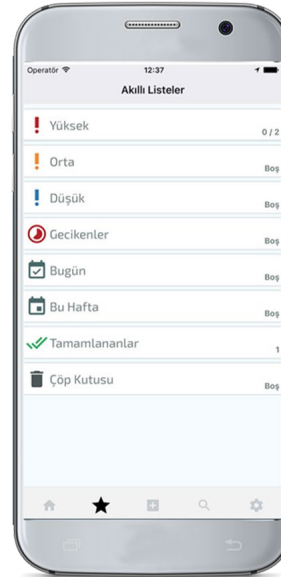 Operatör 12:37
Akıllı Listeler
Yüksek
0 / 2
Orta
Boş
Düşük
Boş
Gecikenler
Boş
Bugün
Boş
Bu Hafta
Boş
Tamamlananlar
1
Çöp Kutusu
Boş